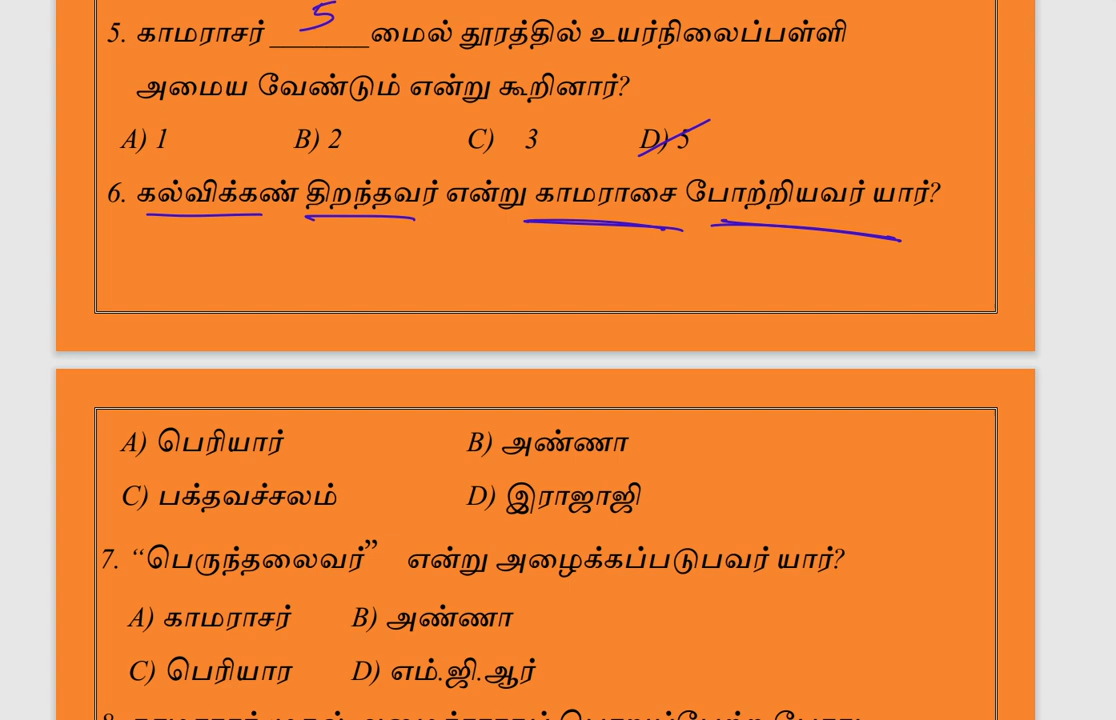 5. காமராசர் 5 மைல் தூரத்தில் உயர்நிலைப்பள்ளி
அமைய வேண்டும் என்று கூறினார்?
A) 1 B) 2 C) 3 D) 5
6. கல்விக்கண் திறந்தவர் என்று காமராசை போற்றியவர் யார்?
A) பெரியார் B) அண்ணா
C) பக்தவச்சலம் D) இராஜாஜி
7. “பெருந்தலைவர்” என்று அழைக்கப்படுபவர் யார்?
A) காமராசர் B) அண்ணா
C) பெரியார D) எம்.ஜி.ஆர்